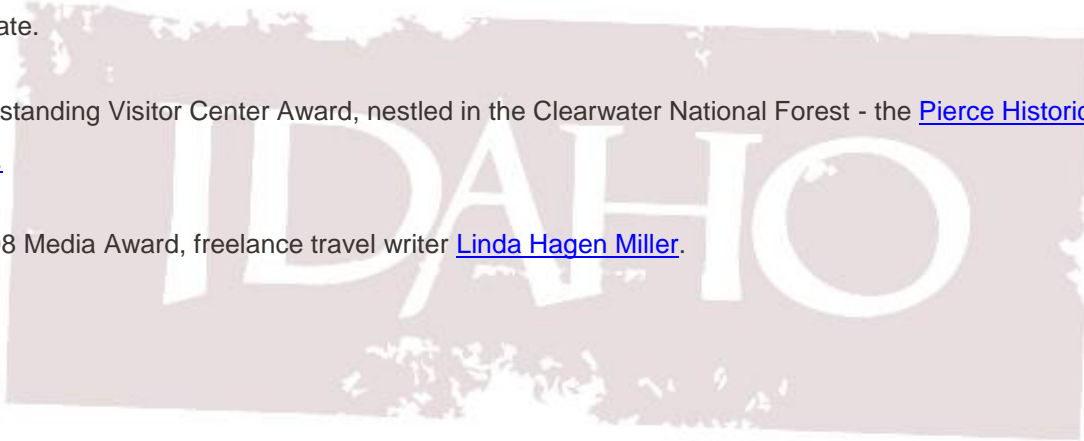 ate.
standing Visitor Center Award, nestled in the Clearwater National Forest - the Pierce Historic
8 Media Award, freelance travel writer Linda Hagen Miller.
IDAHO